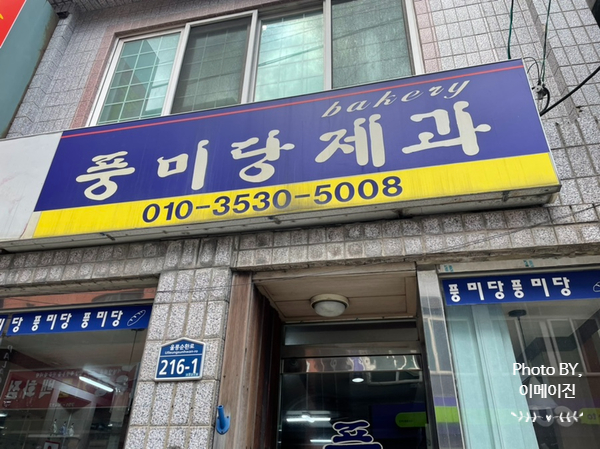 bakery
풍미당제과
010-3530-5008
당 풍미당 풍미당
풍미당풍미당
216-1
Photo BY,
이메이진